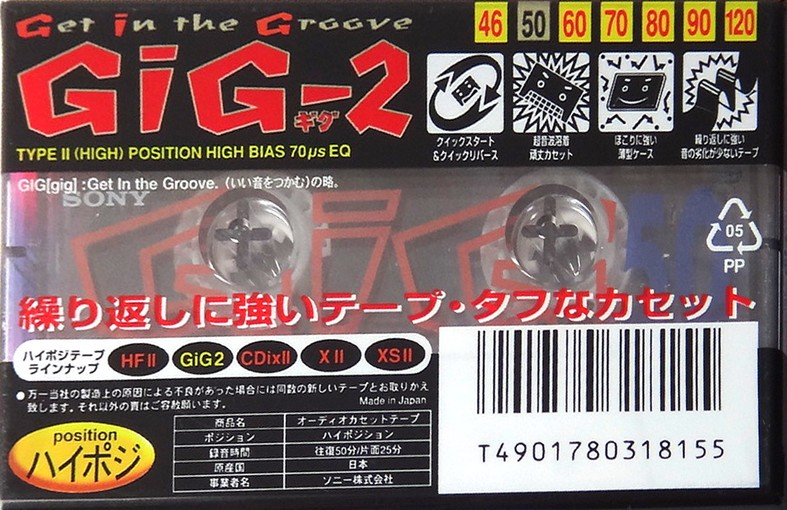 Get in the Groove
46 50 60 70 80 90 120
GiG-2
ギグ
TYPE II (HIGH) POSITION HIGH BIAS 70μs EQ
クイックスタート
&クイックリバース
超音波溶着
頑丈カセット
ほこりに強い
薄型ケース
繰り返しに強い
音の劣化が少ないテープ
GIG[gig] :Get In the Groove. (いい音をつかむ)の略。
SONY
GiG 50
05
PP
繰り返しに強いテープ・タフなカセット
ハイポジテープ
ラインナップ
HFII GiG2 CDixII XII XSII
●万一当社の製造上の原因による不良があった場合には同数の新しいテープとお取りかえ
致します。それ以外の責はご容赦願います。
Made in Japan
position
ハイポジ
商品名 オーディオカセットテープ
ポジション ハイポジション
録音時間 往復50分/片面25分
原産国 日本
事業者名 ソニー株式会社
T4901780318155